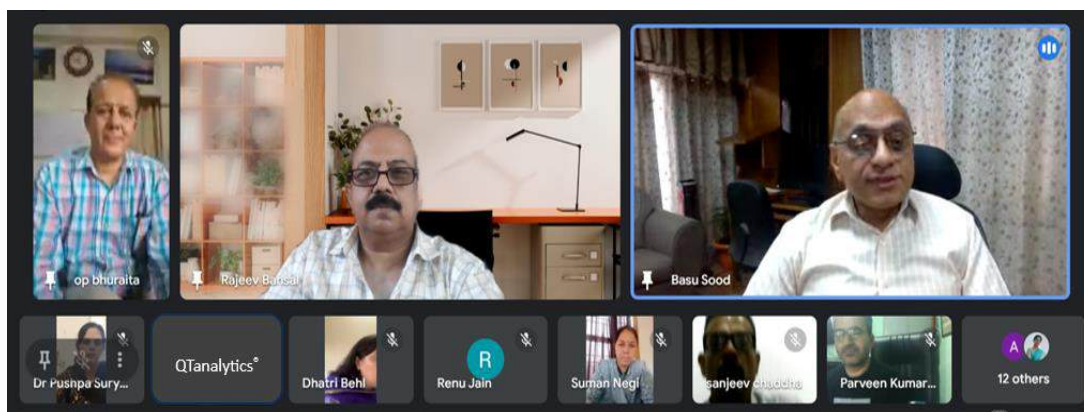 op bhuraita
Rajeev Bansal
Basu Sood
Dr Pushpa Sury...
QTanalytics®
Dhatri Behl
R
Renu Jain
Suman Negi
sanjeev chaddha
Parveen Kumar...
A
12 others